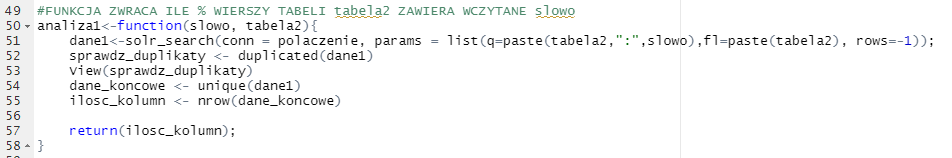 49 #FUNKCJA ZWRACA ILE % WIERSZY TABELI tabela2 ZAWIERA WCZYTANE slowo
50 analiza1<-function(slowo, tabela2){
51 dane1<-solr_search(conn = polaczenie, params = list(q=paste(tabela2,":",slowo),fl=paste(tabela2), rows=-1));
52 sprawdz_duplikaty <- duplicated(dane1)
53 View(sprawdz_duplikaty)
54 dane_koncowe <- unique(dane1)
55 ilosc_kolumn <- nrow(dane_koncowe)
56
57 return(ilosc_kolumn);
58 }